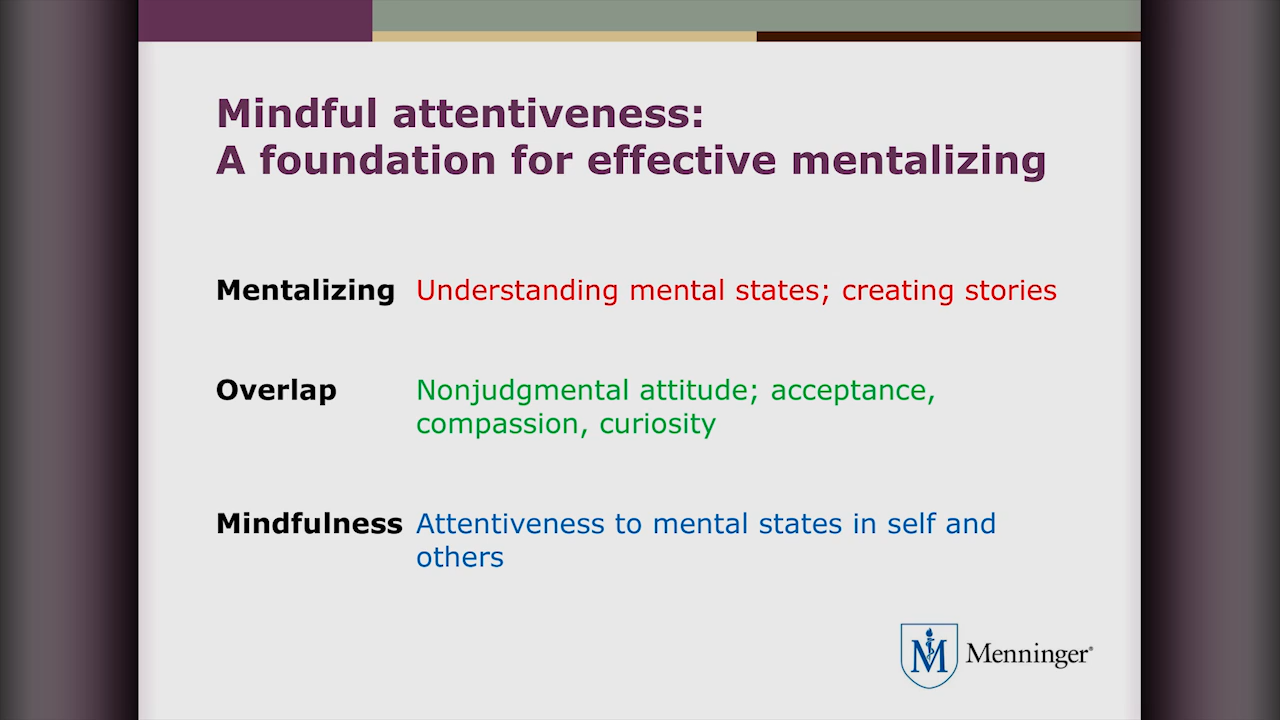 Mindful attentiveness:
A foundation for effective mentalizing
Mentalizing Understanding mental states; creating stories
Overlap Nonjudgmental attitude; acceptance,
compassion, curiosity
Mindfulness Attentiveness to mental states in self and
others
M Menninger®